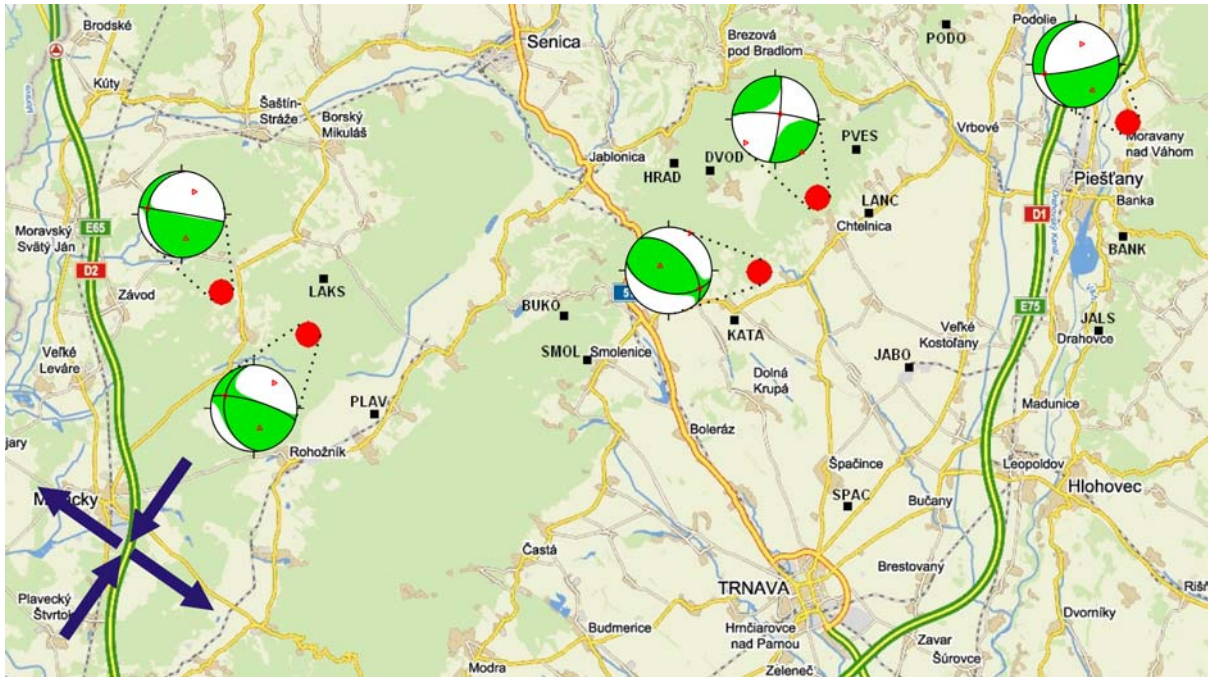 Brodské
Kúty
Šaštín-
Stráže
Borský
Mikuláš
Senica
Brezová
pod Bradlom
PODO
Podolie
Jablonica
HRAD
DVOD
PVES
Vrbové
Moravany
nad Váhom
Piešťany
Banka
LANC
Chtelnica
D1
BANK
Moravský
Svätý Ján
E65
D2
Závod
LAKS
BUKO
KATA
SMOL
Smolenice
JABO
Veľké
Kostoľany
E75
JALS
Drahovce
Veľké
Leváre
PLAV
Rohožník
Dolná
Krupá
Madunice
Boleráz
Špačince
Leopoldov
Hlohovec
SPAC
Bučany
Častá
TRNAVA
Brestovany
Plavecký
Budmerice
Hrnčiarovce
nad Parnou
Zeleneč
Modra
Zavar
Šúrovce
Dvorníky